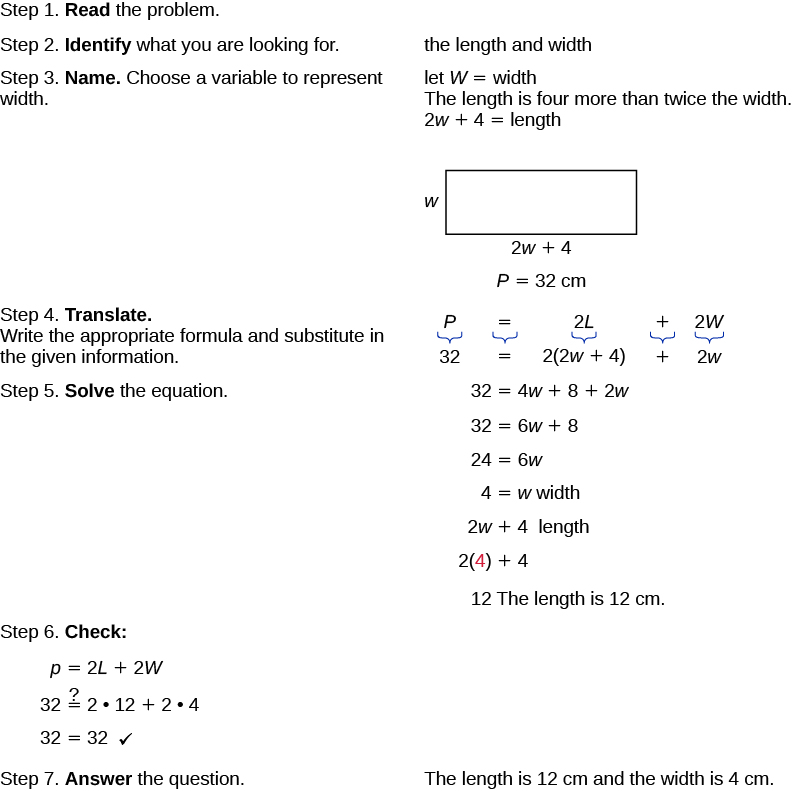 Step 1. Read the problem.
Step 2. Identify what you are looking for.
the length and width
Step 3. Name. Choose a variable to represent
width.
let W = width
The length is four more than twice the width.
2w + 4 = length
w
2w + 4
P = 32 cm
Step 4. Translate.
Write the appropriate formula and substitute in
the given information.
P = 2L + 2W
32 = 2(2w + 4) + 2w
Step 5. Solve the equation.
32 = 4w + 8 + 2w
32 = 6w + 8
24 = 6w
4 = w width
2w + 4 length
2(4) + 4
12 The length is 12 cm.
Step 6. Check:
p = 2L + 2W
32 ≟ 2 • 12 + 2 • 4
32 = 32 ✓
Step 7. Answer the question.
The length is 12 cm and the width is 4 cm.